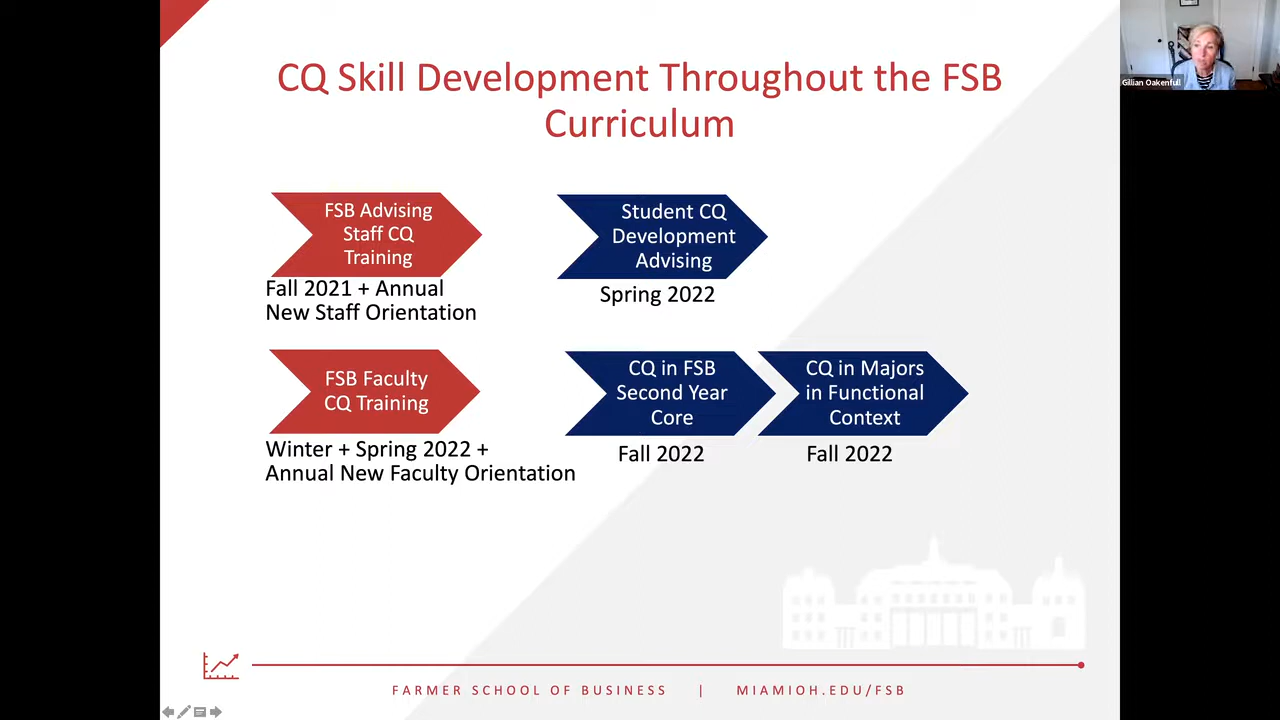 CQ Skill Development Throughout the FSB
Curriculum
FSB Advising
Staff CQ
Training
Fall 2021 + Annual
New Staff Orientation
Student CQ
Development
Advising
Spring 2022
FSB Faculty
CQ Training
Winter + Spring 2022 +
Annual New Faculty Orientation
CQ in FSB
Second Year
Core
Fall 2022
CQ in Majors
in Functional
Context
Fall 2022
FARMER SCHOOL OF BUSINESS | MIAMIOH.EDU/FSB
Gillian Oakenfull